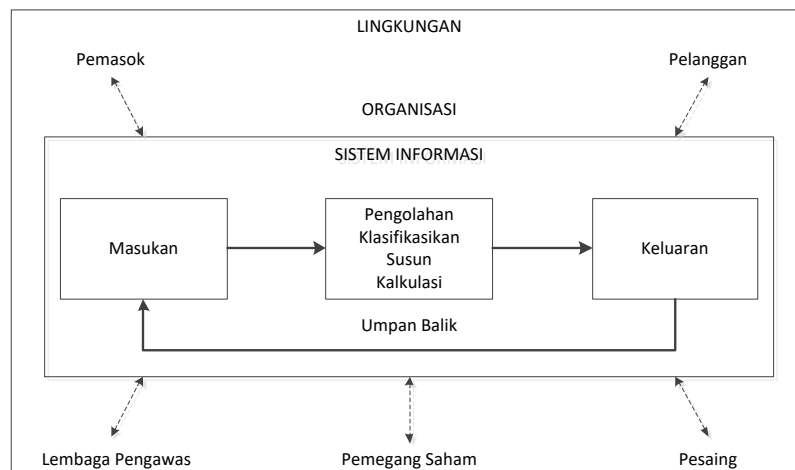 LINGKUNGAN
Pemasok
Pelanggan
ORGANISASI
SISTEM INFORMASI
Masukan
Pengolahan
Klasifikasikan
Susun
Kalkulasi
Keluaran
Umpan Balik
Lembaga Pengawas
Pemegang Saham
Pesaing